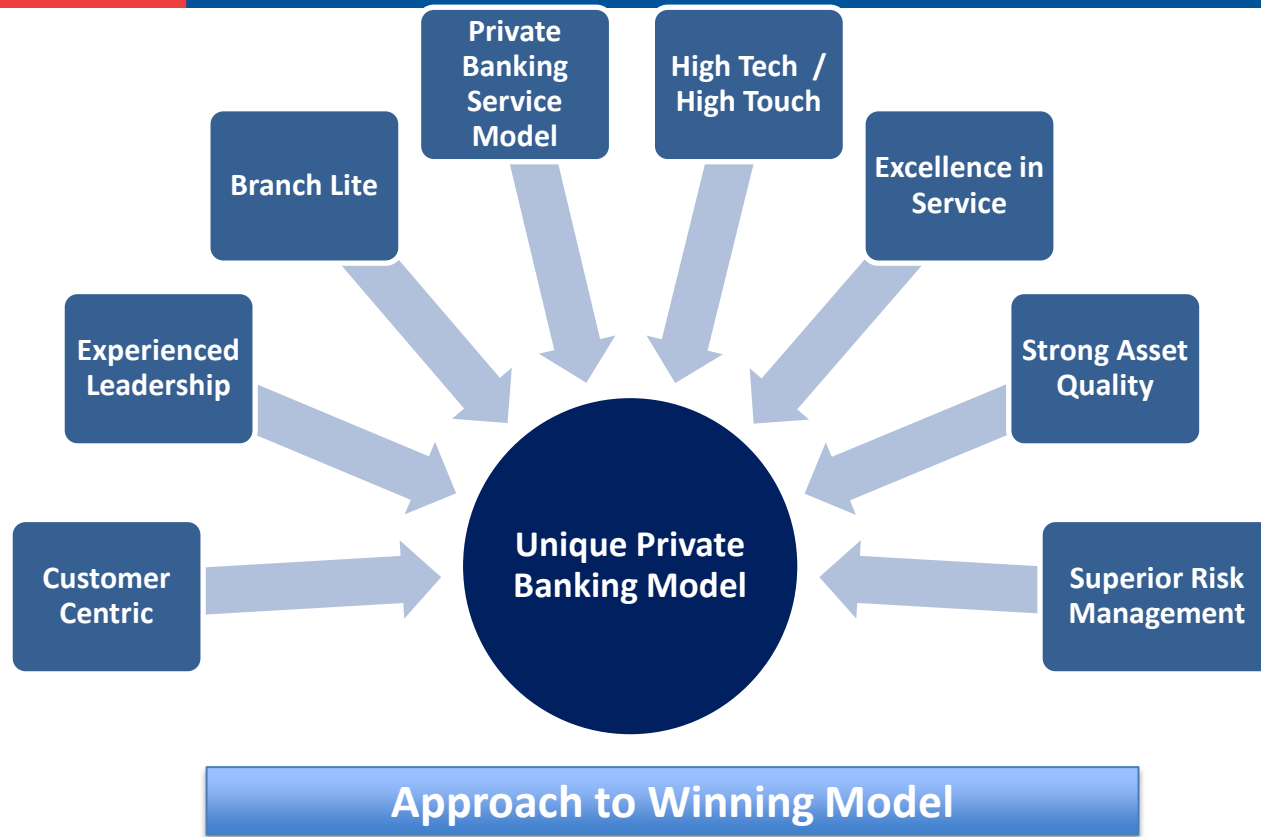 Private
Banking
Service
Model
High Tech /
High Touch
Branch Lite
Excellence in
Service
Experienced
Leadership
Strong Asset
Quality
Customer
Centric
Unique Private
Banking Model
Superior Risk
Management
Approach to Winning Model